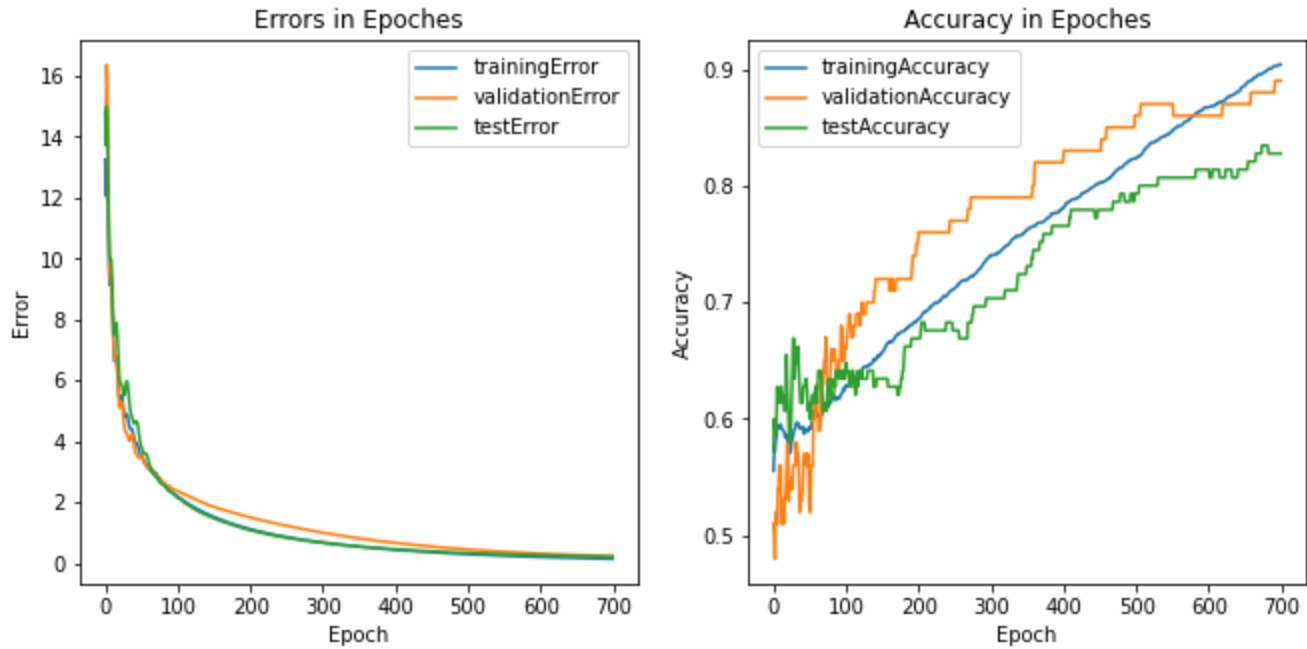 Errors in Epoches
trainingError
validationError
testError
16
14
12
10
8
6
4
2
0
Error
0 100 200 300 400 500 600 700
Epoch
Accuracy in Epoches
trainingAccuracy
validationAccuracy
testAccuracy
0.9
0.8
0.7
0.6
0.5
Accuracy
0 100 200 300 400 500 600 700
Epoch